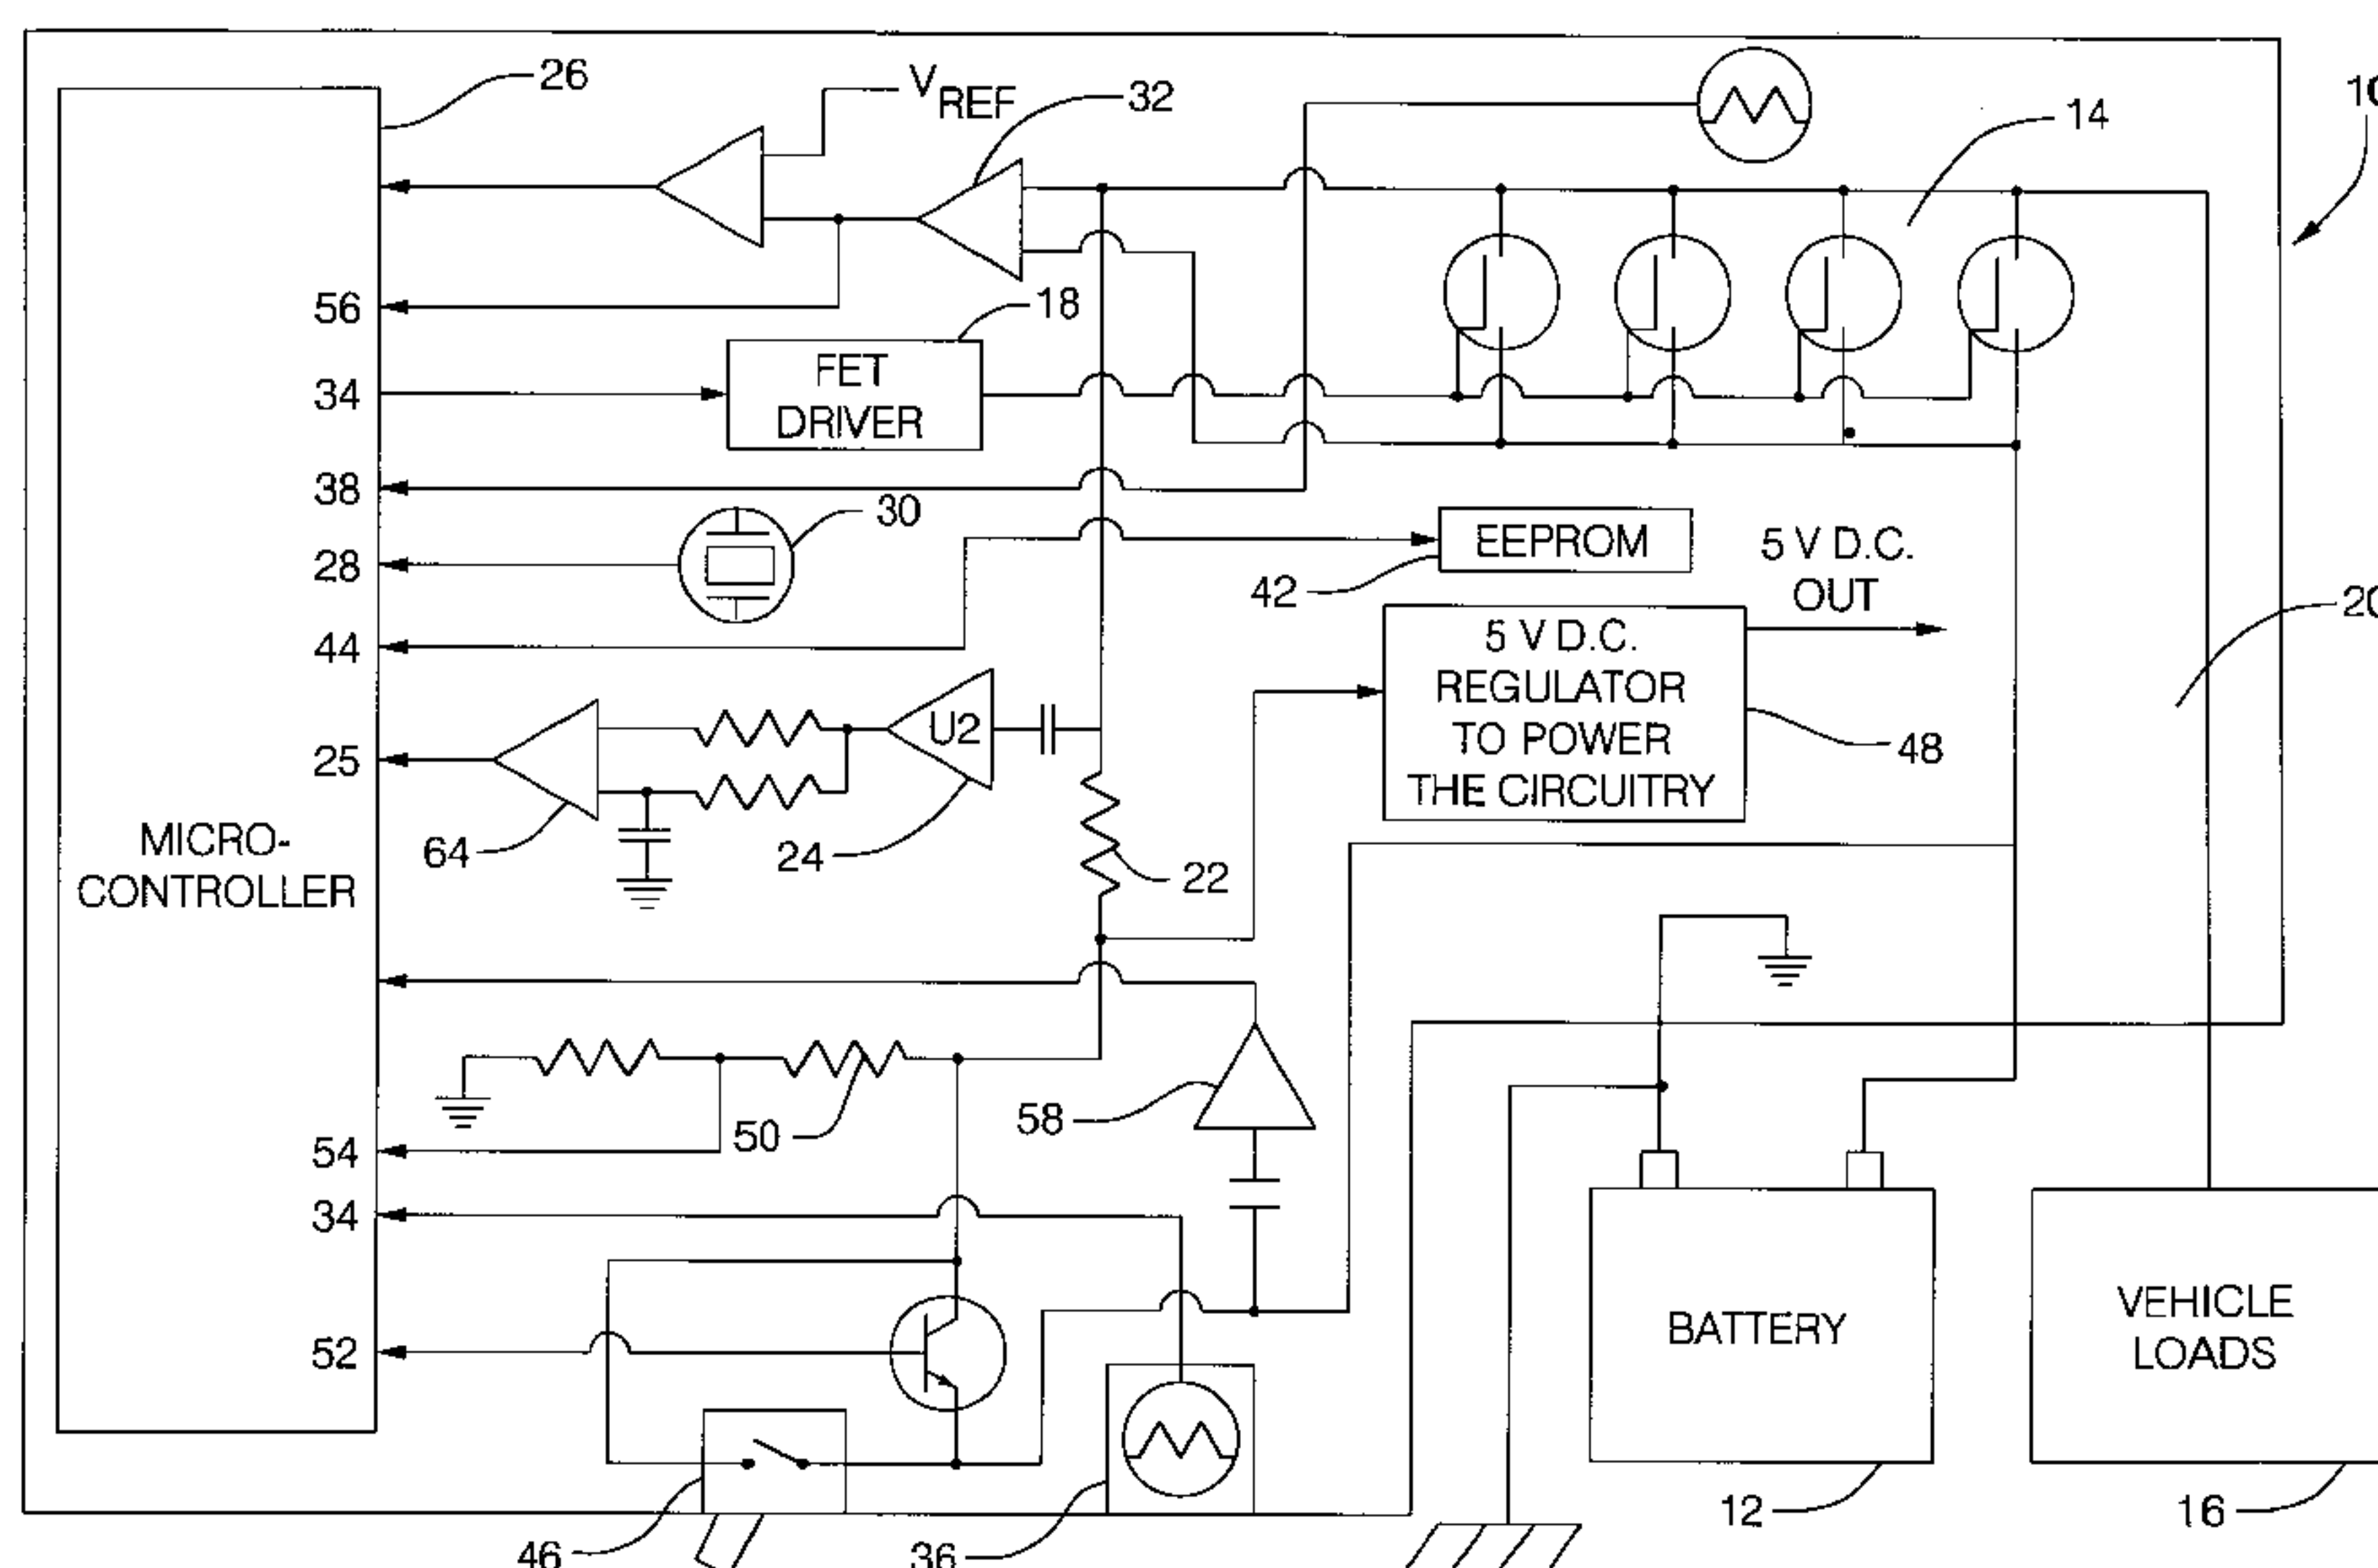 26
V
REF
32
14
10
56
18
FET
DRIVER
34
38
30
28
EEPROM
5 V D.C.
OUT
42
20
44
5 V D.C.
REGULATOR
TO POWER
THE CIRCUITRY
U2
48
25
64
24
22
MICRO-
CONTROLLER
50
58
54
34
52
BATTERY
VEHICLE
LOADS
12
16
46
36